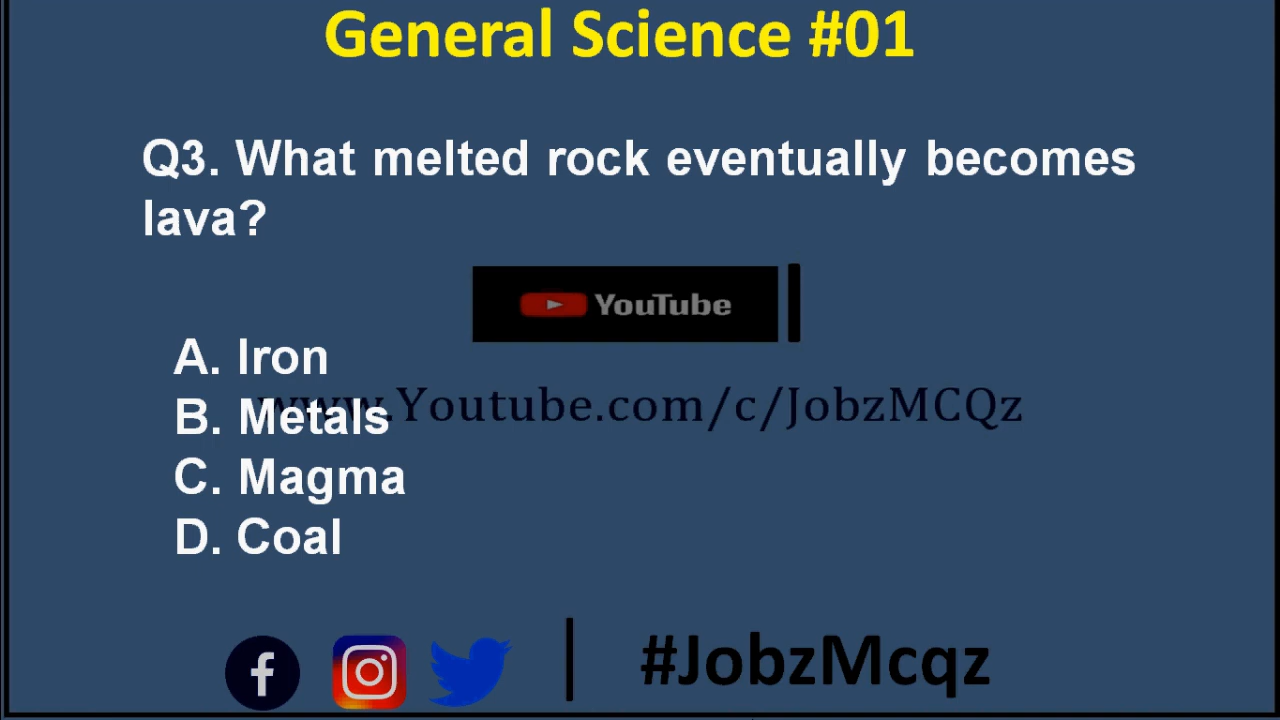 General Science #01
Q3. What melted rock eventually becomes
lava?
YouTube
A. Iron
www.Youtube.com/c/JobzMCQz
B. Metals
C. Magma
D. Coal
#JobzMcqz